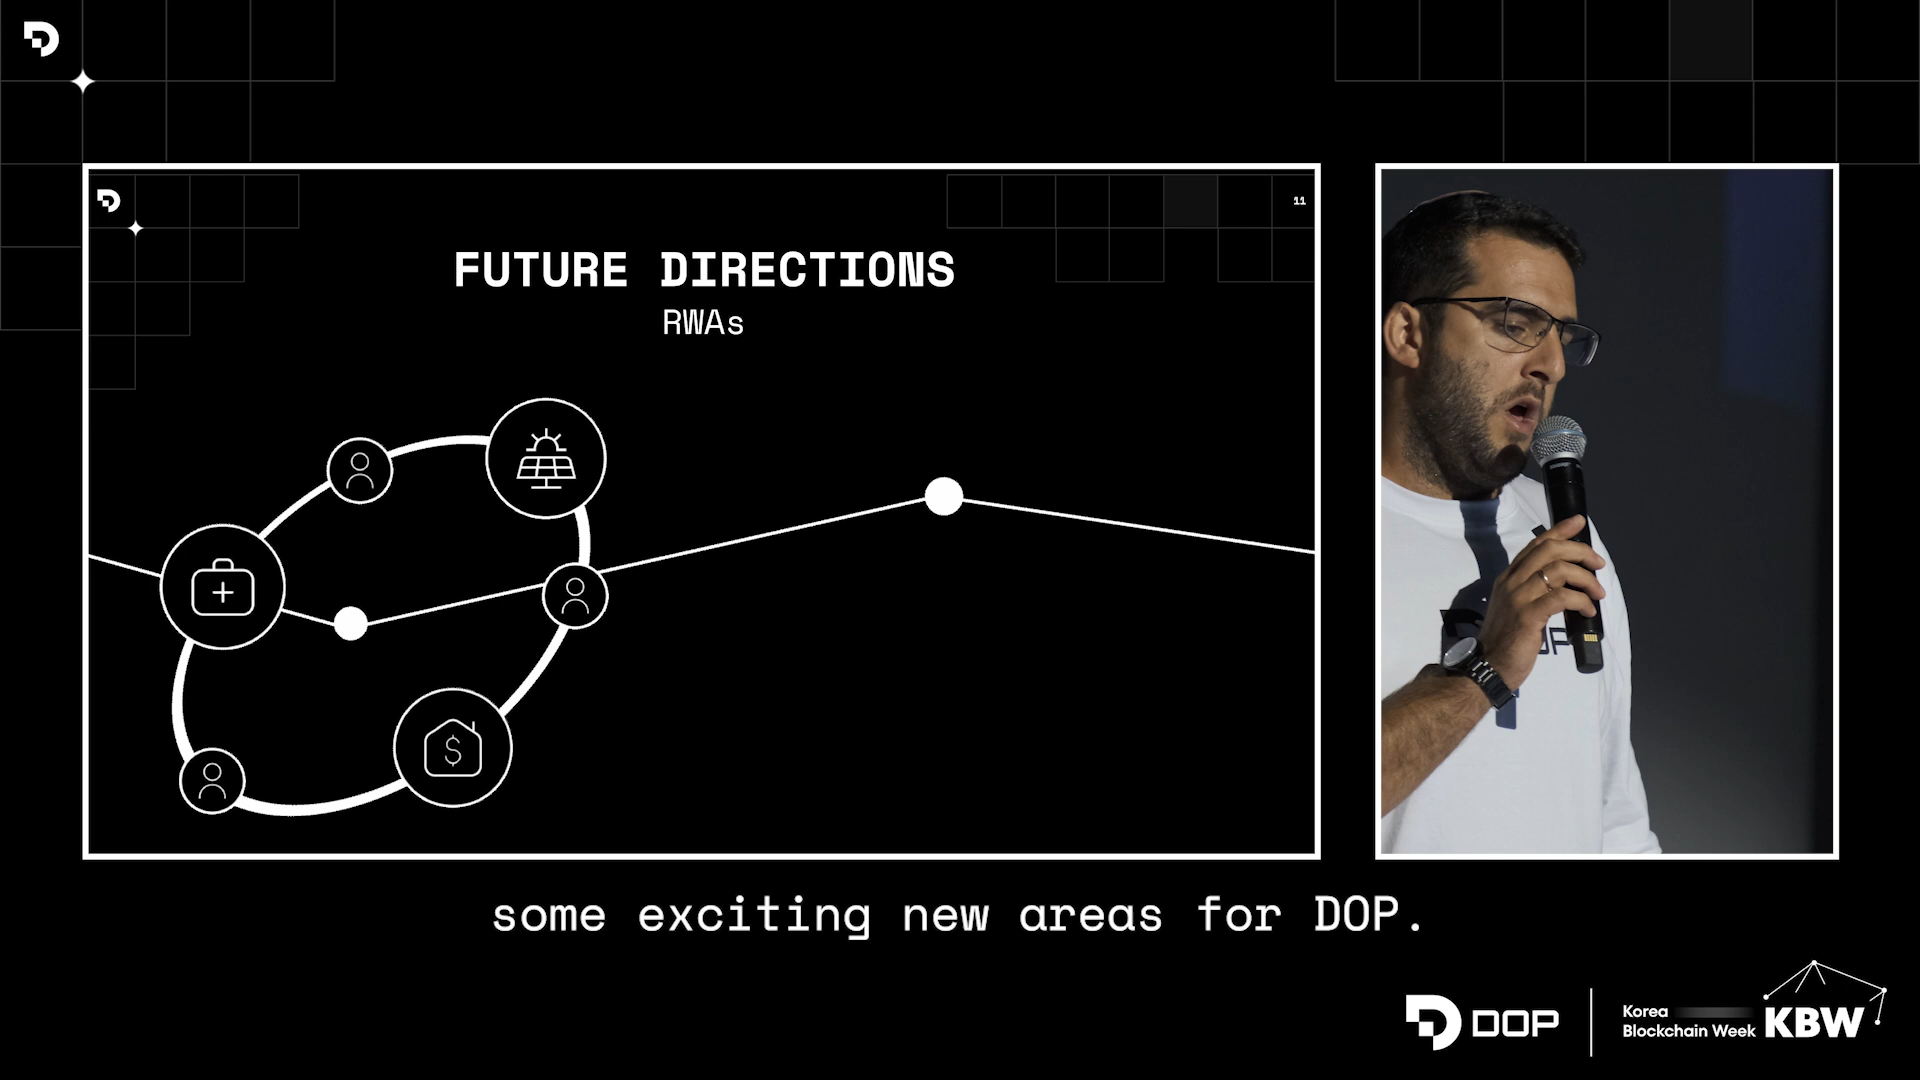 11
FUTURE DIRECTIONS
RWAs
$
some exciting new areas for DOP.
DOP
Korea
Blockchain Week
KBW